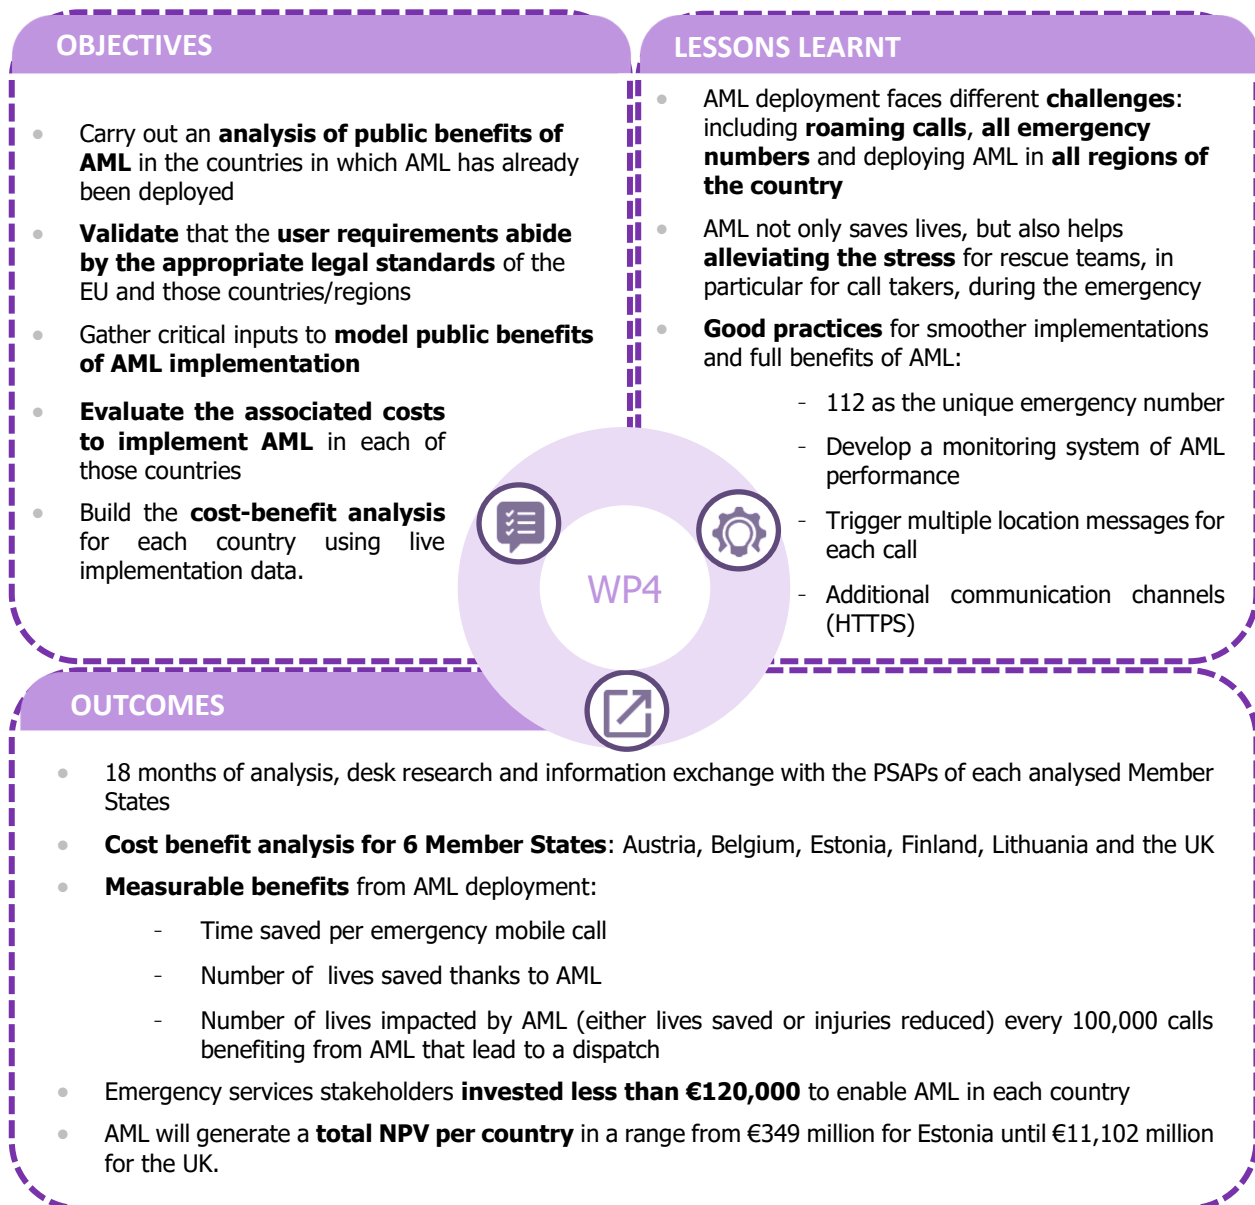 OBJECTIVES
Carry out an analysis of public benefits of
AML in the countries in which AML has already
been deployed
Validate that the user requirements abide
by the appropriate legal standards of the
EU and those countries/regions
Gather critical inputs to model public benefits
of AML implementation
Evaluate the associated costs
to implement AML in each of
those countries
Build the cost-benefit analysis
for each country using live
implementation data.
LESSONS LEARNT
AML deployment faces different challenges:
including roaming calls, all emergency
numbers and deploying AML in all regions of
the country
AML not only saves lives, but also helps
alleviating the stress for rescue teams, in
particular for call takers, during the emergency
Good practices for smoother implementations
and full benefits of AML:
- 112 as the unique emergency number
- Develop a monitoring system of AML
performance
- Trigger multiple location messages for
each call
- Additional communication channels
(HTTPS)
WP4
OUTCOMES
18 months of analysis, desk research and information exchange with the PSAPs of each analysed Member
States
Cost benefit analysis for 6 Member States: Austria, Belgium, Estonia, Finland, Lithuania and the UK
Measurable benefits from AML deployment:
- Time saved per emergency mobile call
- Number of lives saved thanks to AML
- Number of lives impacted by AML (either lives saved or injuries reduced) every 100,000 calls
benefiting from AML that lead to a dispatch
Emergency services stakeholders invested less than €120,000 to enable AML in each country
AML will generate a total NPV per country in a range from €349 million for Estonia until €11,102 million
for the UK.